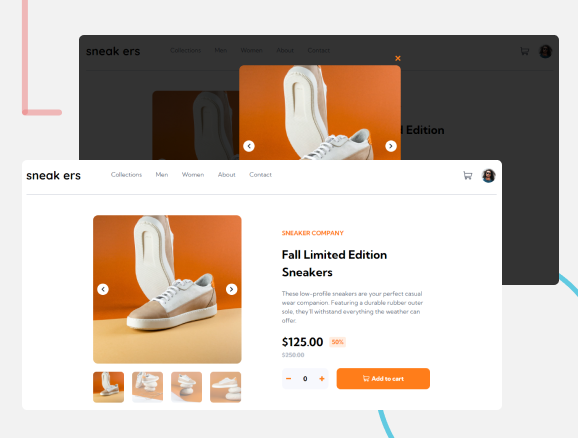 sneak ers
Collections Men Women About Contact
Edition
sneak ers
Collections Men Women About Contact
SNEAKER COMPANY
Fall Limited Edition
Sneakers
These low-profile sneakers are your perfect casual
wear companion. Featuring a durable rubber outer
sole, they'll withstand everything the weather can
offer.
$125.00 50%
$250.00
0 Add to cart